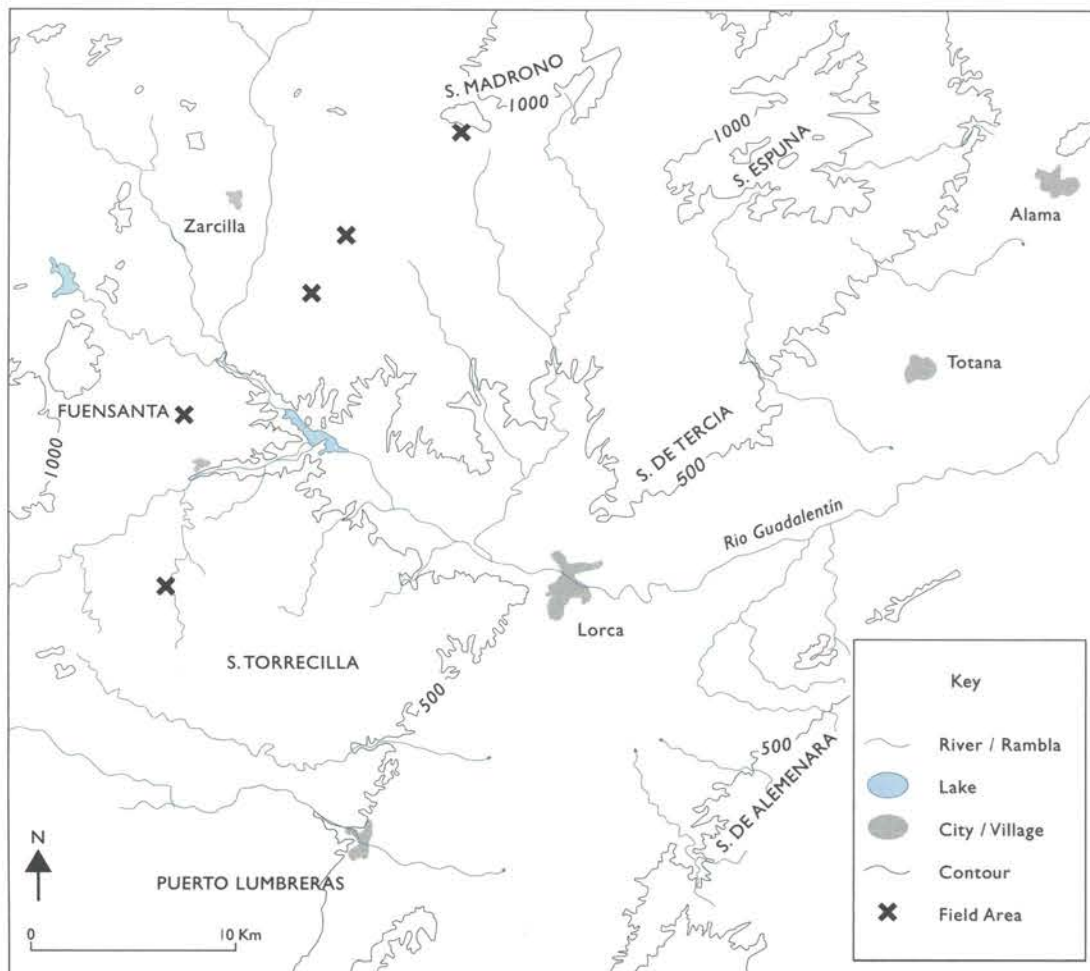 S. MADRONO
1000
1000
S. ESPUNA
Alama
Zarcilla
Totana
FUENSANTA
1000
S. DE TERCIA
500
Rio Guadalentín
Lorca
S. TORRECILLA
500
500
S. DE ALEMENARA
N
PUERTO LUMBRERAS
0 10 Km
Key
River / Rambla
Lake
City / Village
Contour
Field Area